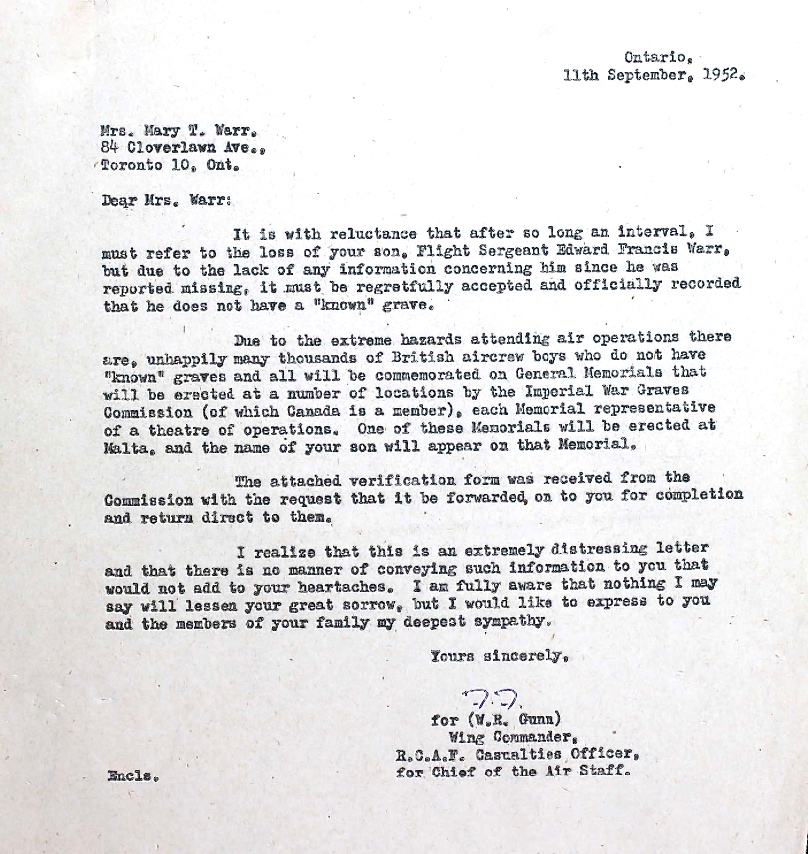 Ontario,
11th September, 1952.
Mrs. Mary T. Warr,
84 Cloverlawn Ave.,
Toronto 10, Ont.
Dear Mrs. Warr:
It is with reluctance that after so long an interval, I
must refer to the loss of your son, Flight Sergeant Edward Francis Warr,
but due to the lack of any information concerning him since he was
reported missing, it must be regretfully accepted and officially recorded
that he does not have a "known" grave.
Due to the extreme hazards attending air operations there
are, unhappily many thousands of British aircrew boys who do not have
"known" graves and all will be commemorated on General Memorials that
will be erected at a number of locations by the Imperial War Graves
Commission (of which Canada is a member), each Memorial representative
of a theatre of operations. One of these Memorials will be erected at
Malta, and the name of your son will appear on that Memorial.
The attached verification form was received from the
Commission with the request that it be forwarded, on to you for completion
and return direct to them.
I realize that this is an extremely distressing letter
and that there is no manner of conveying such information to you that
would not add to your heartaches. I am fully aware that nothing I may
say will lessen your great sorrow, but I would like to express to you
and the members of your family my deepest sympathy.
Yours sincerely,
for (W.R. Gunn)
Wing Commander,
R.C.A.F. Casualties Officer,
for Chief of the Air Staff.
Encls.